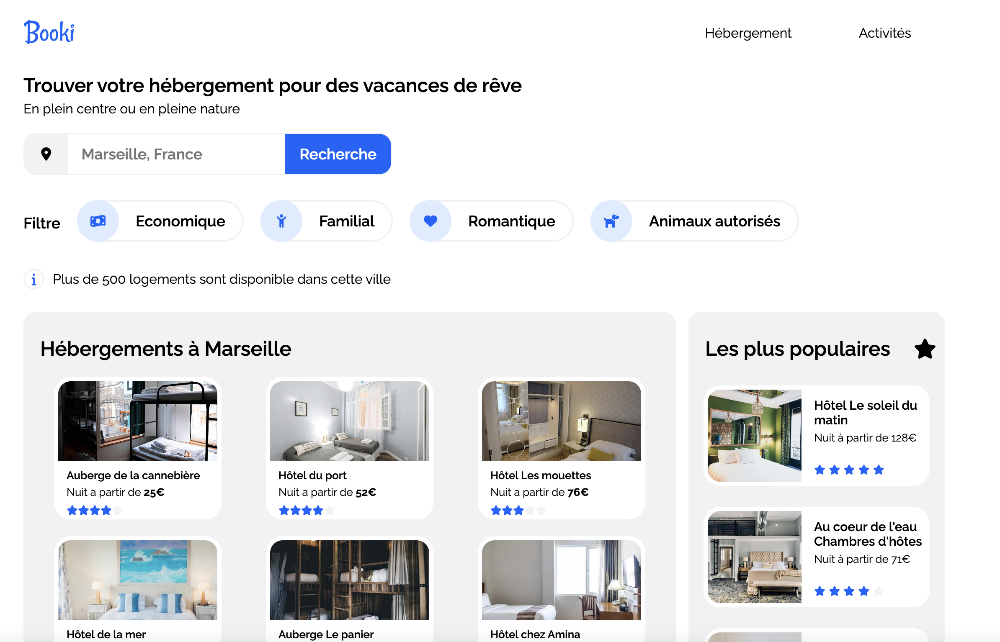 Booki
Hébergement
Activités
Trouver votre hébergement pour des vacances de rêve
En plein centre ou en pleine nature
Marseille, France
Recherche
Filtre
Economique
Familial
Romantique
Animaux autorisés
i
Plus de 500 logements sont disponible dans cette ville
Hébergements à Marseille
Auberge de la cannebière
Nuit a partir de 25€
Hôtel du port
Nuit a partir de 52€
Hôtel Les mouettes
Nuit a partir de 76€
Hôtel de la mer
Auberge Le panier
Hôtel chez Amina
Les plus populaires
Hôtel Le soleil du
matin
Nuit à partir de 128€
Au coeur de l'eau
Chambres d'hôtes
Nuit à partir de 71€